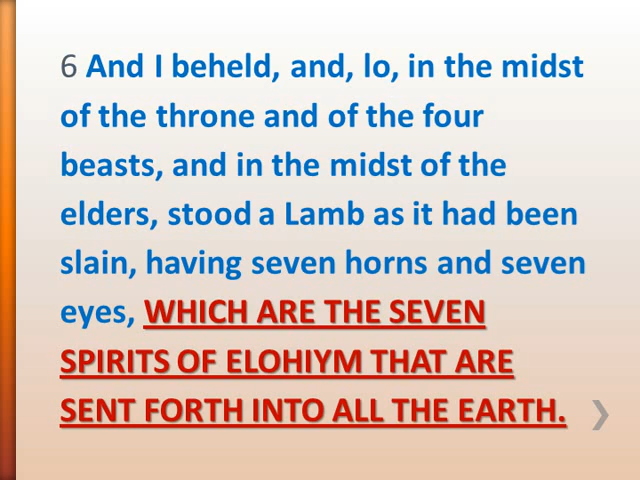 6 And I beheld, and, lo, in the midst
of the throne and of the four
beasts, and in the midst of the
elders, stood a Lamb as it had been
slain, having seven horns and seven
eyes, WHICH ARE THE SEVEN
SPIRITS OF ELOHIYM THAT ARE
SENT FORTH INTO ALL THE EARTH.